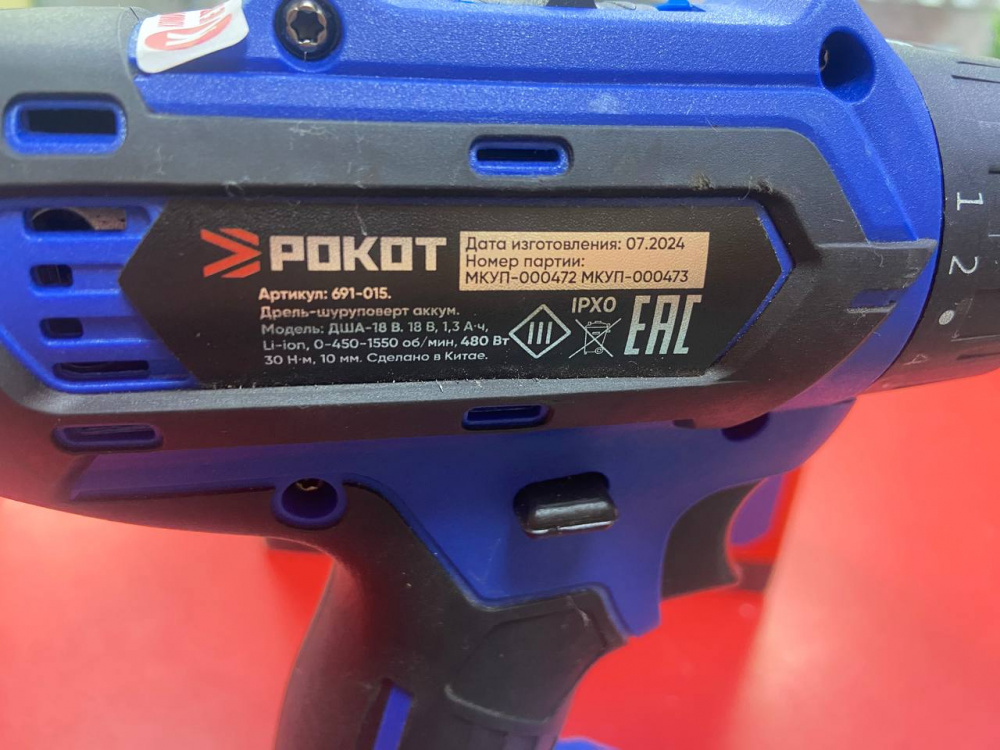 РОКОТ
Дата изготовления: 07.2024
Номер партии:
МКУП-000472 МКУП-000473
Артикул: 691-015.
Дрель-шуруповерт аккум.
Модель: ДША-18 В. 18 В, 1,3 А·ч,
Li-ion, 0-450-1550 об/мин, 480 Вт
30 Н·м, 10 мм. Сделано в Китае.
III
IPX0
EAC
1
2
4